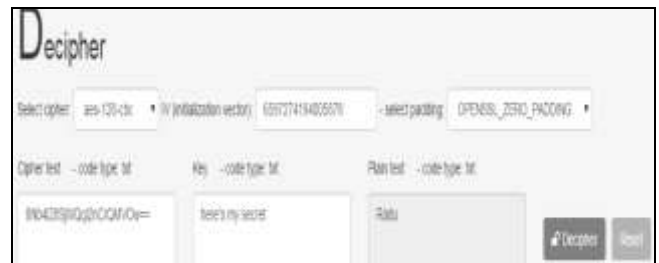 Decipher
Select cipher: aes-128-cbc IV (initialization vector): - select padding: OPENSSL_ZERO_PADDING
Cipher text - code type: txt Key - code type: txt Plain text - code type: txt
here's my secret Radu
Decipher Reset